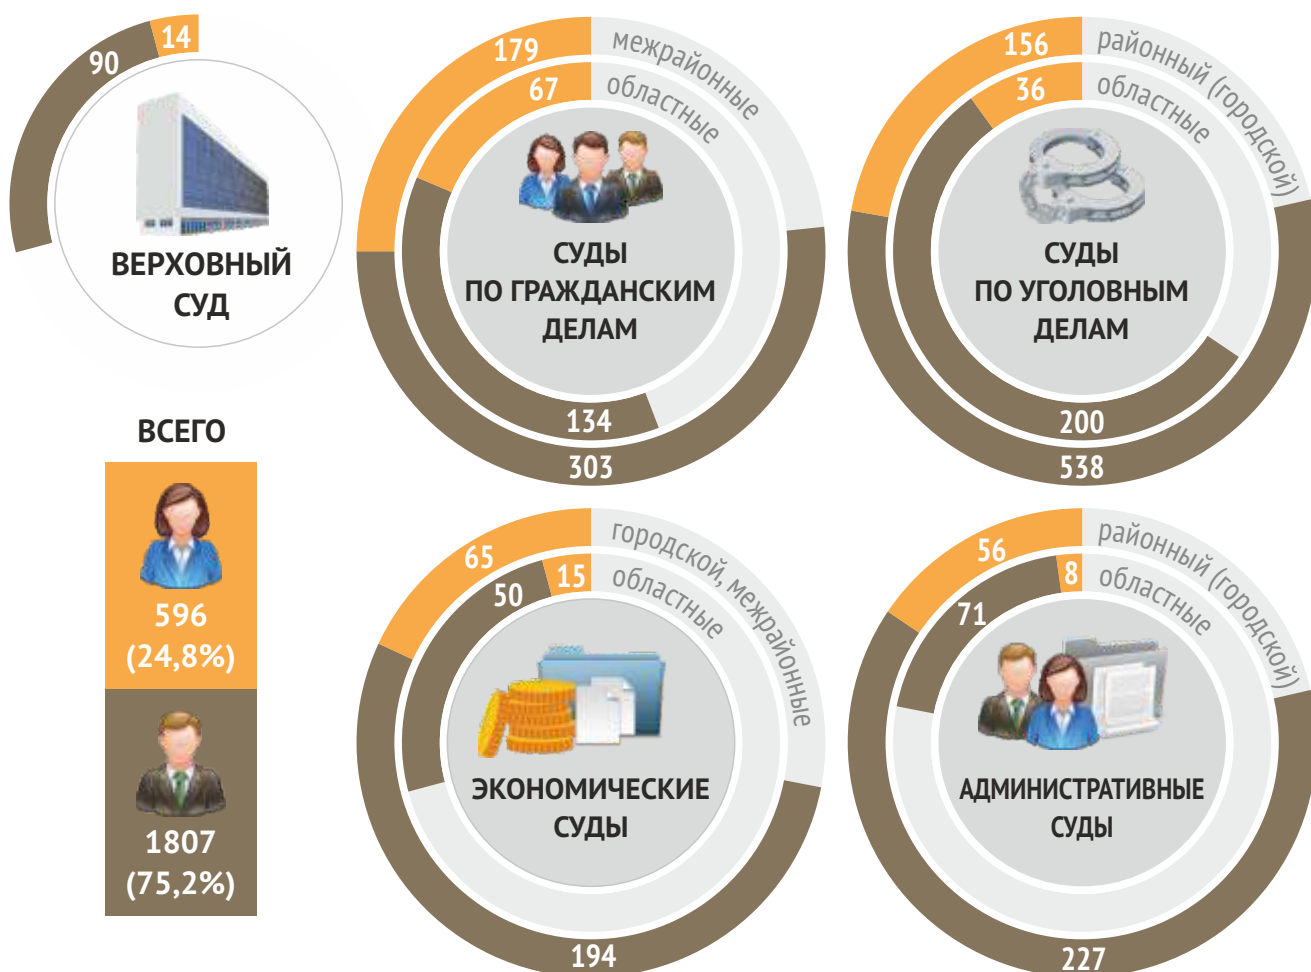 90
14
ВЕРХОВНЫЙ
СУД
179
межрайонные
67
областные
СУДЫ
ПО ГРАЖДАНСКИМ
ДЕЛАМ
134
303
156
районный (городской)
36
областные
СУДЫ
ПО УГОЛОВНЫМ
ДЕЛАМ
200
538
ВСЕГО
596
(24,8%)
1807
(75,2%)
65
городской, межрайонные
50
15
областные
ЭКОНОМИЧЕСКИЕ
СУДЫ
194
56
районный (городской)
71
8
областные
АДМИНИСТРАТИВНЫЕ
СУДЫ
227